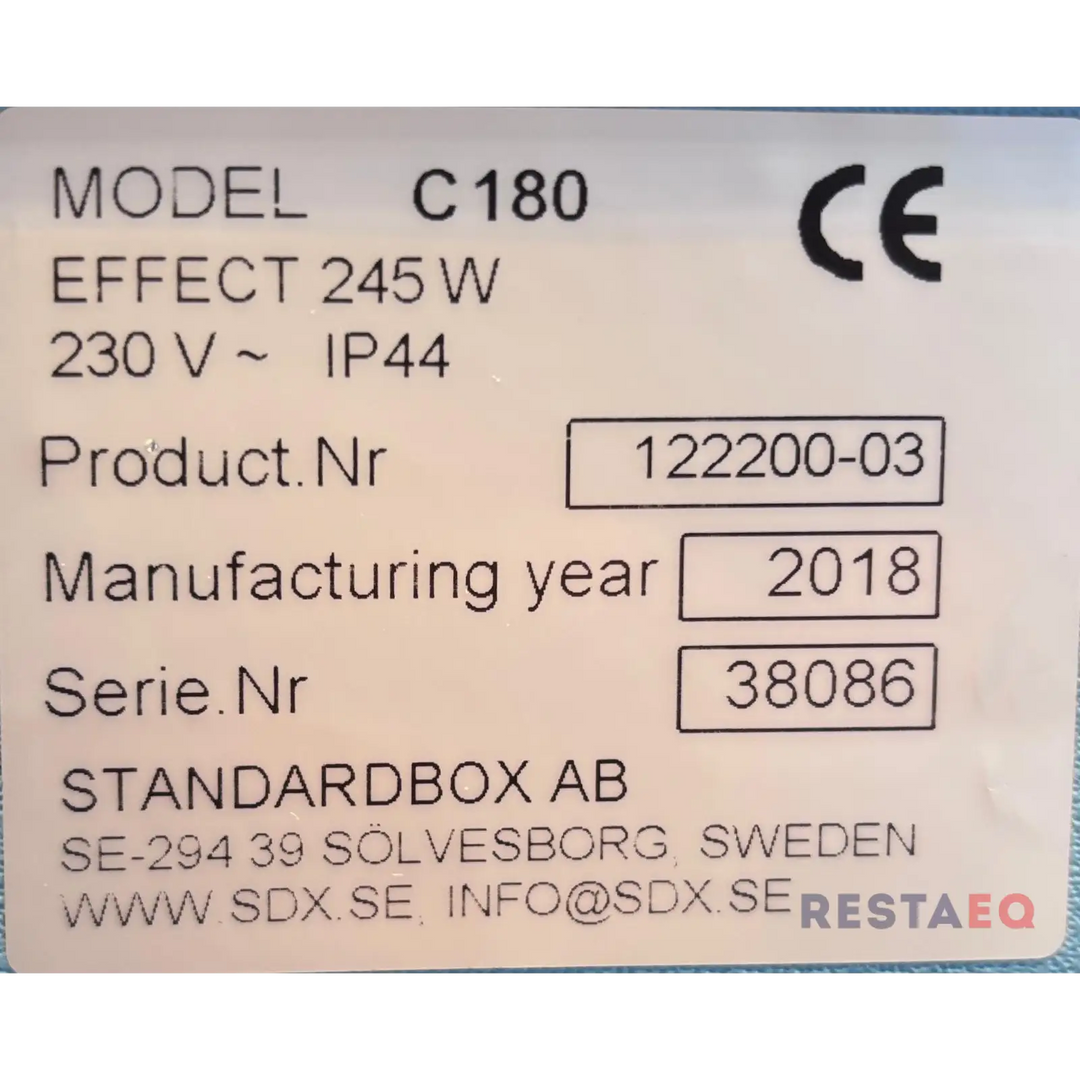 MODEL C180 CE
EFFECT 245 W
230 V ~ IP44
Product.Nr 122200-03
Manufacturing year 2018
Serie.Nr 38086
STANDARDBOX AB
SE-294 39 SÖLVESBORG, SWEDEN
WWW.SDX.SE, INFO@SDX.SE
RESTAEQ